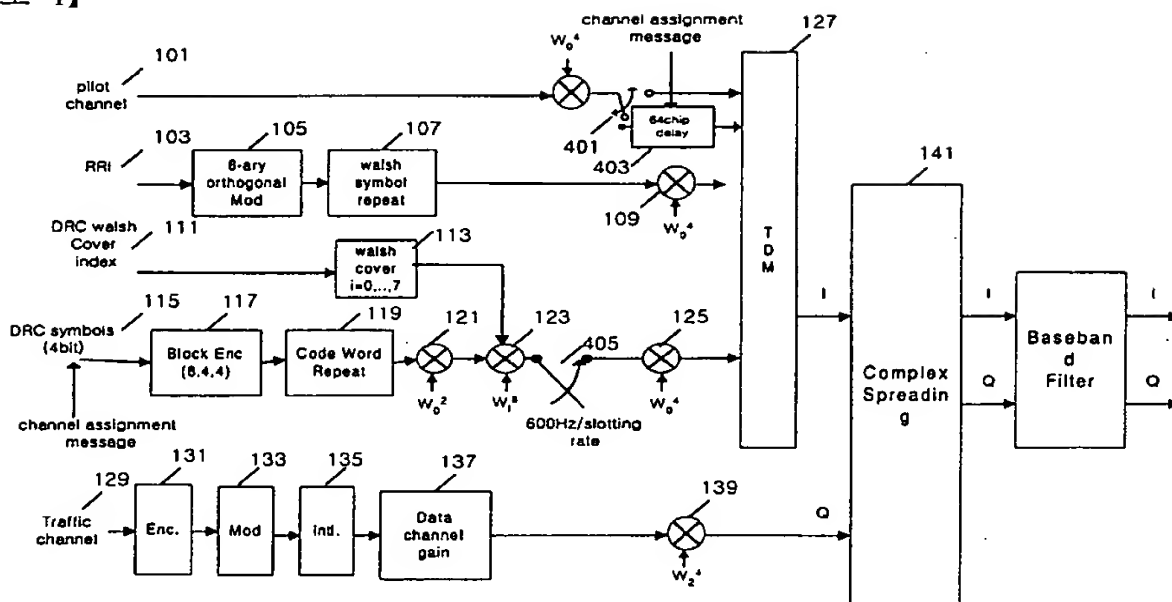 channel assignment
message
127
101
W₀⁴
pilot
channel
401
64chip
delay
403
103
RRI
105
8-ary
orthogonal
Mod
107
walsh
symbol
repeat
109
W₀⁴
141
DRC walsh
Cover
index
111
113
walsh
cover
i=0,...,7
T
D
M
115
DRC symbols
(4bit)
117
Block Enc
(8,4,4)
119
Code Word
Repeat
121
W₀²
123
Wᵢ⁸
405
600Hz/slotting
rate
125
W₀⁴
I
Complex
Spreadin
g
I
Q
Baseban
d
Filter
I
Q
channel assignment
message
129
Traffic
channel
131
Enc.
133
Mod
135
Intl.
137
Data
channel
gain
139
W₂⁴
Q